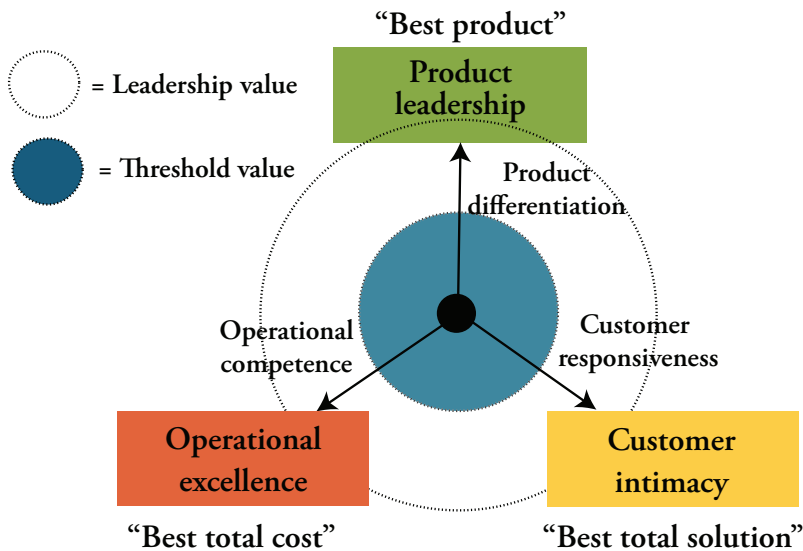 “Best product”
Product
leadership
= Leadership value
= Threshold value
Product
differentiation
Operational
competence
Customer
responsiveness
Operational
excellence
Customer
intimacy
“Best total cost”
“Best total solution”